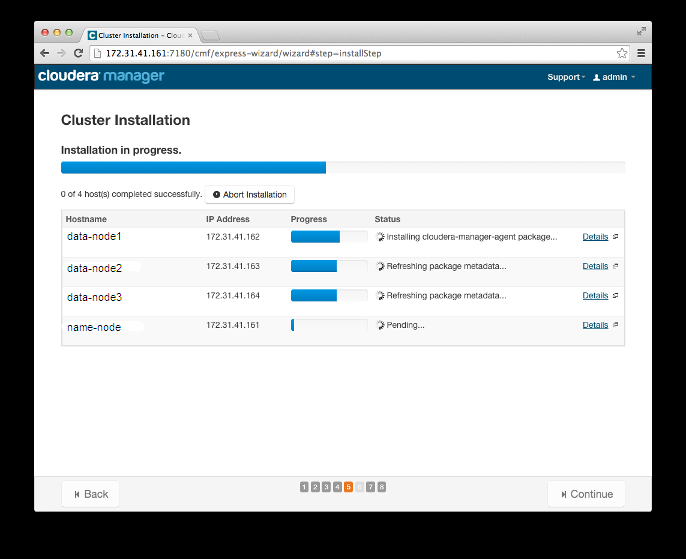 Cluster Installation – Clou
172.31.41.161:7180/cmf/express-wizard/wizard#step=installStep
cloudera manager
Support
admin
Cluster Installation
Installation in progress.
0 of 4 host(s) completed successfully. Abort Installation
Hostname IP Address Progress Status
data-node1 172.31.41.162 Installing cloudera-manager-agent package... Details
data-node2 172.31.41.163 Refreshing package metadata... Details
data-node3 172.31.41.164 Refreshing package metadata... Details
name-node 172.31.41.161 Pending... Details
Back 1 2 3 4 5 6 7 8 Continue